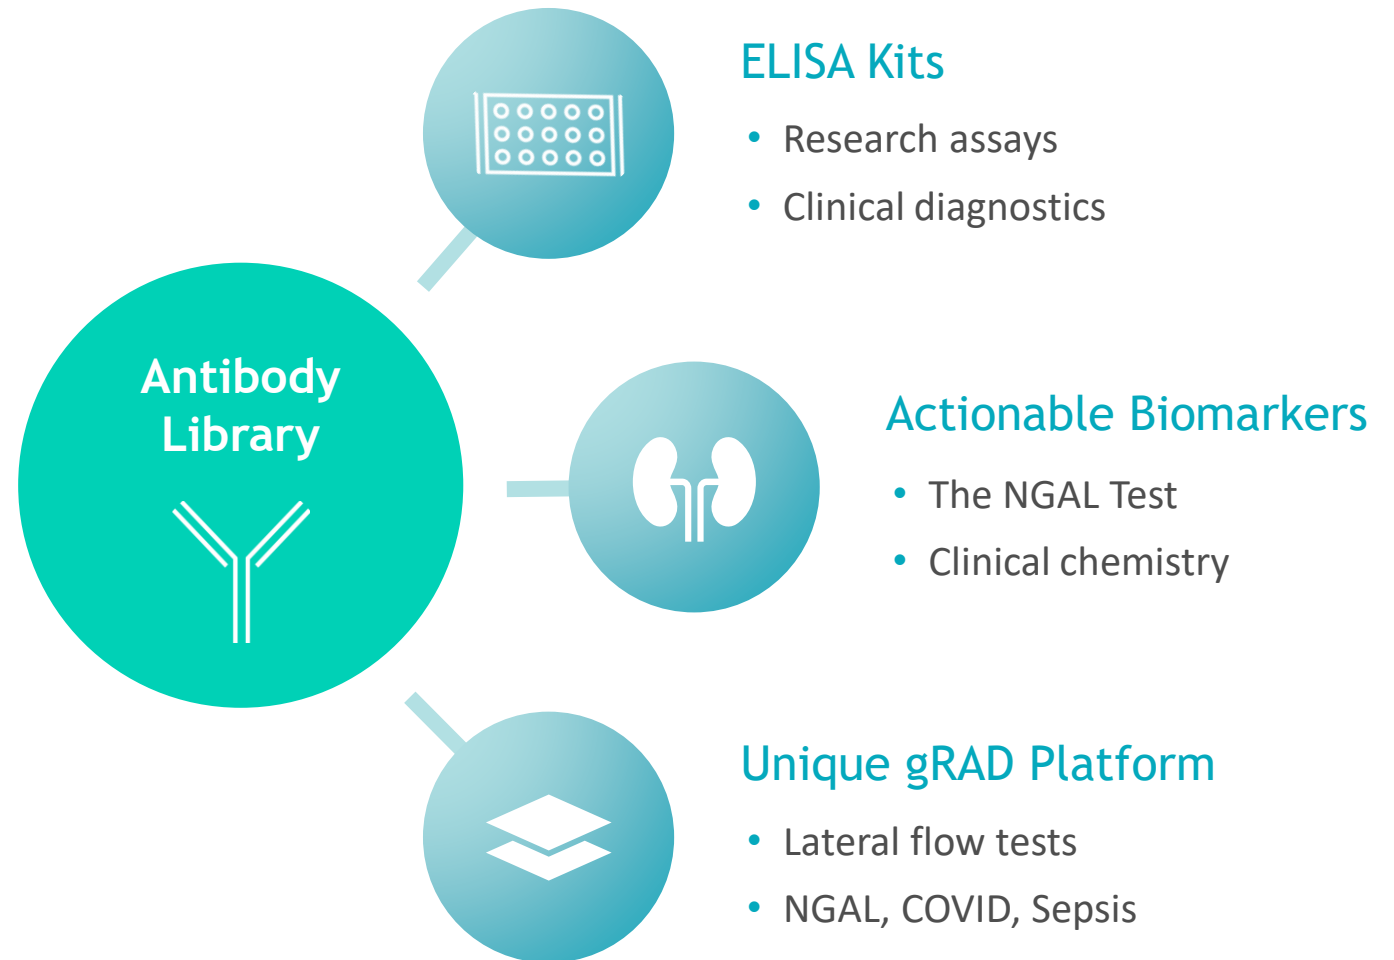 ELISA Kits
• Research assays
• Clinical diagnostics
Antibody
Library
Actionable Biomarkers
• The NGAL Test
• Clinical chemistry
Unique gRAD Platform
• Lateral flow tests
• NGAL, COVID, Sepsis